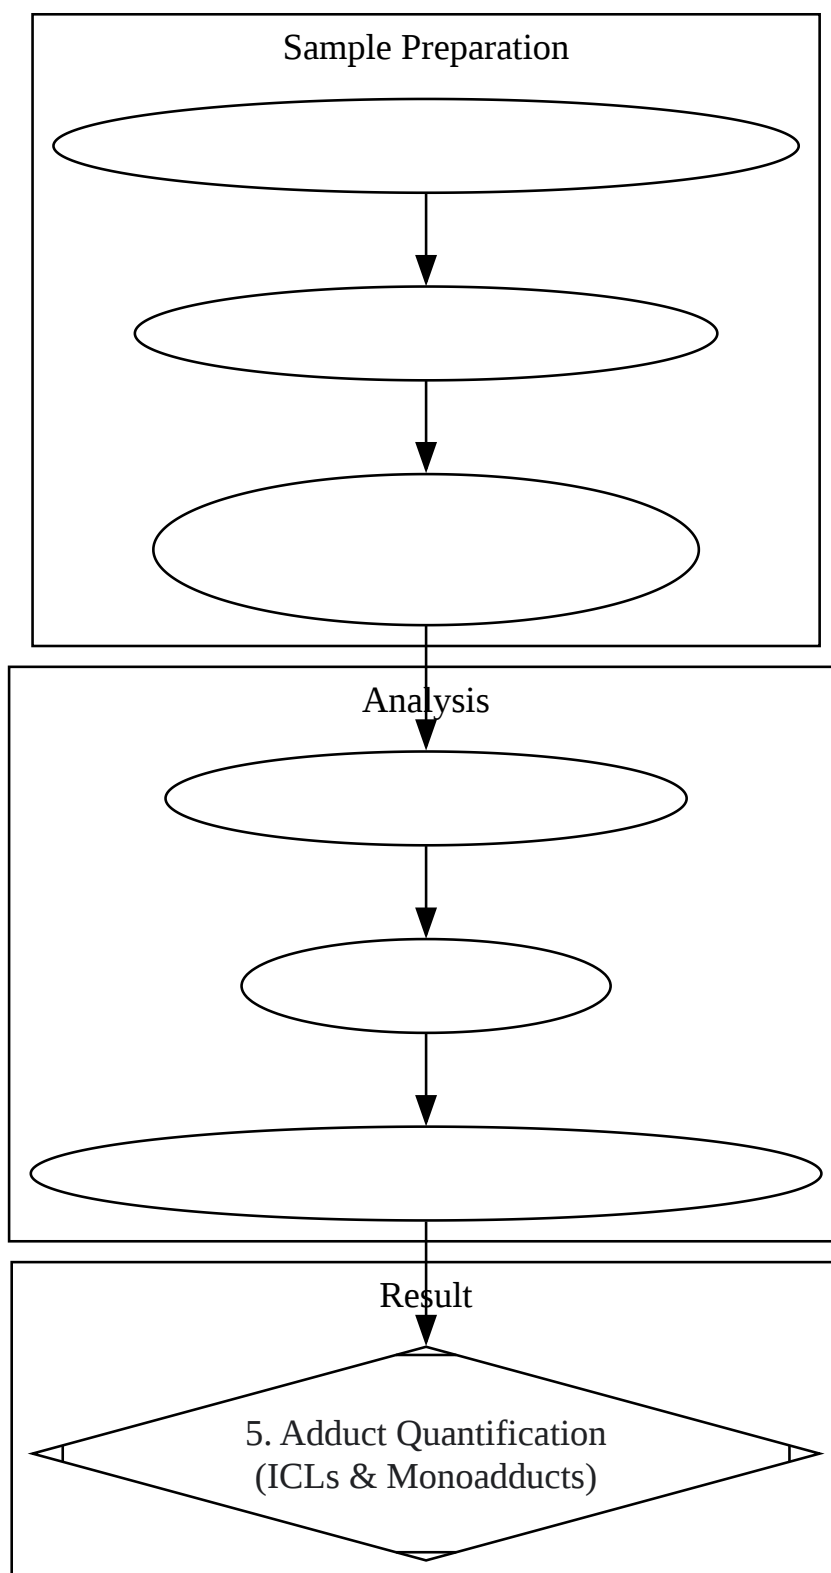 Sample Preparation
Analysis
Result
5. Adduct Quantification
(ICLs & Monoadducts)